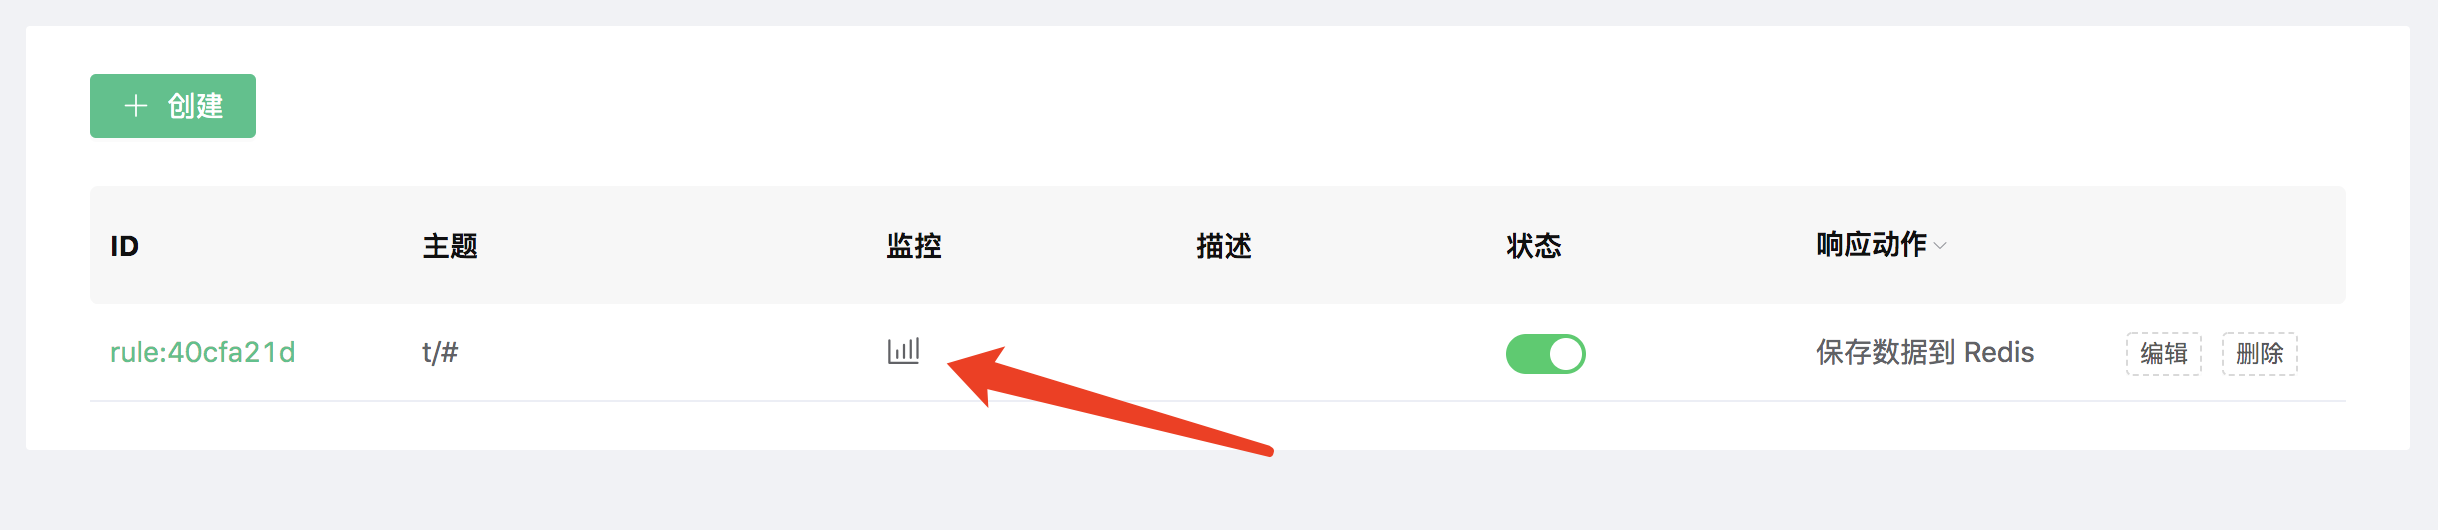 创建
ID 主题 监控 描述 状态 响应动作
rule:40cfa21d t/# 保存数据到 Redis 编辑 删除